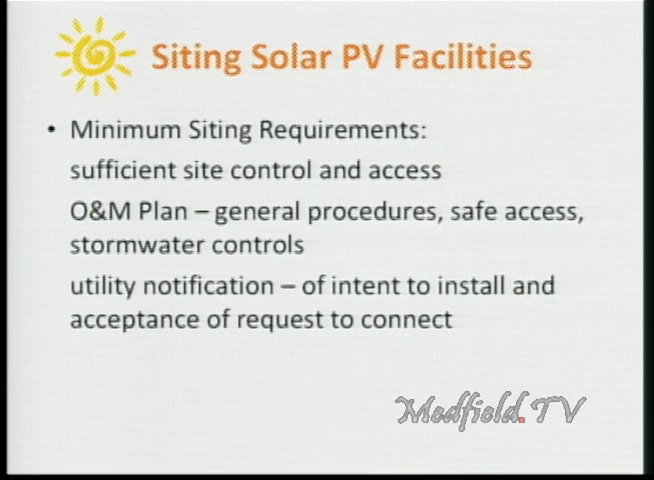 Siting Solar PV Facilities
• Minimum Siting Requirements:
sufficient site control and access
O&M Plan – general procedures, safe access,
stormwater controls
utility notification – of intent to install and
acceptance of request to connect
Medfield.TV